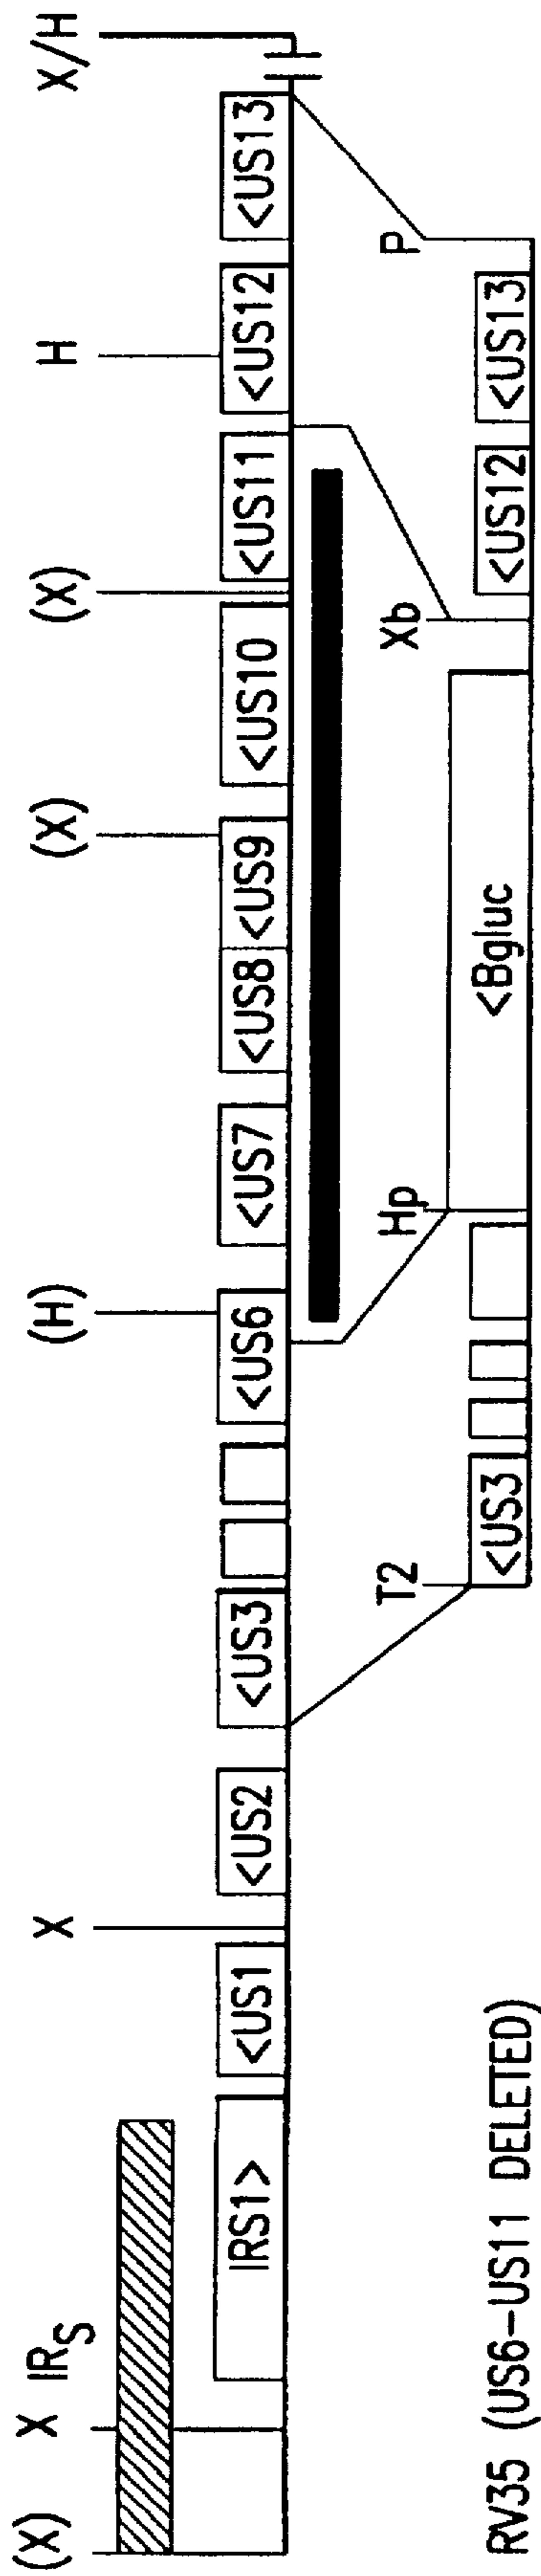 (X) X IR_S X (H) (X) (X) H X/H
IRS1> <US1 <US2 <US3 <US6 <US7 <US8 <US9 <US10 <US11 <US12 <US13
T2 Hp Xb P
<US3 <Bgluc <US12 <US13
RV35 (US6-US11 DELETED)